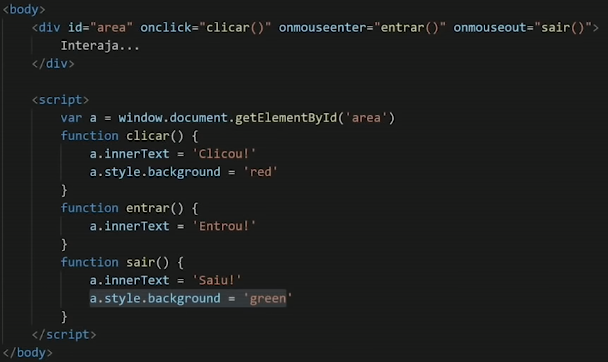 <body>
    <div id="area" onclick="clicar()" onmouseenter="entrar()" onmouseout="sair()">
        Interaja...
    </div>

    <script>
        var a = window.document.getElementById('area')
        function clicar() {
            a.innerText = 'Clicou!'
            a.style.background = 'red'
        }
        function entrar() {
            a.innerText = 'Entrou!'
        }
        function sair() {
            a.innerText = 'Saiu!'
            a.style.background = 'green'
        }
    </script>
</body>